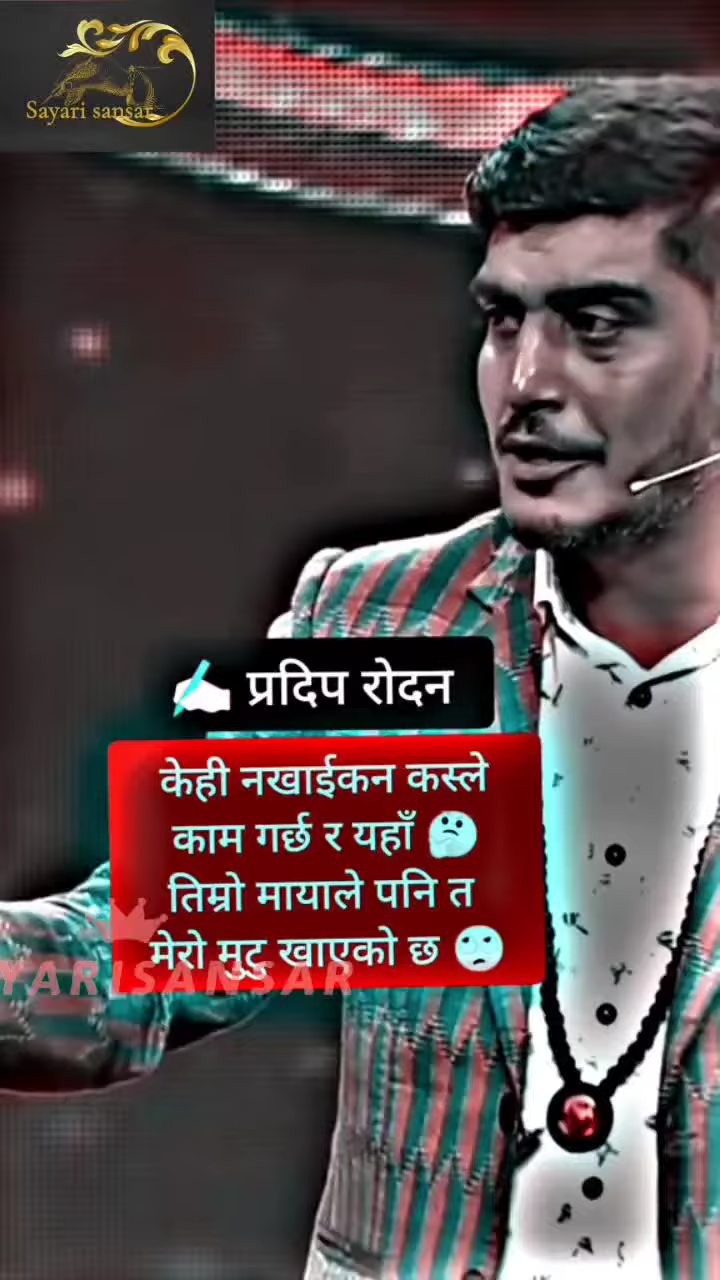 Sayari sansar
✍️ प्रदिप रोदन
केही नखाईकन कस्ले
काम गर्छ र यहाँ 🤔
तिम्रो मायाले पनि त
मेरो मुटु खाएको छ 🙄
YARISANSAR